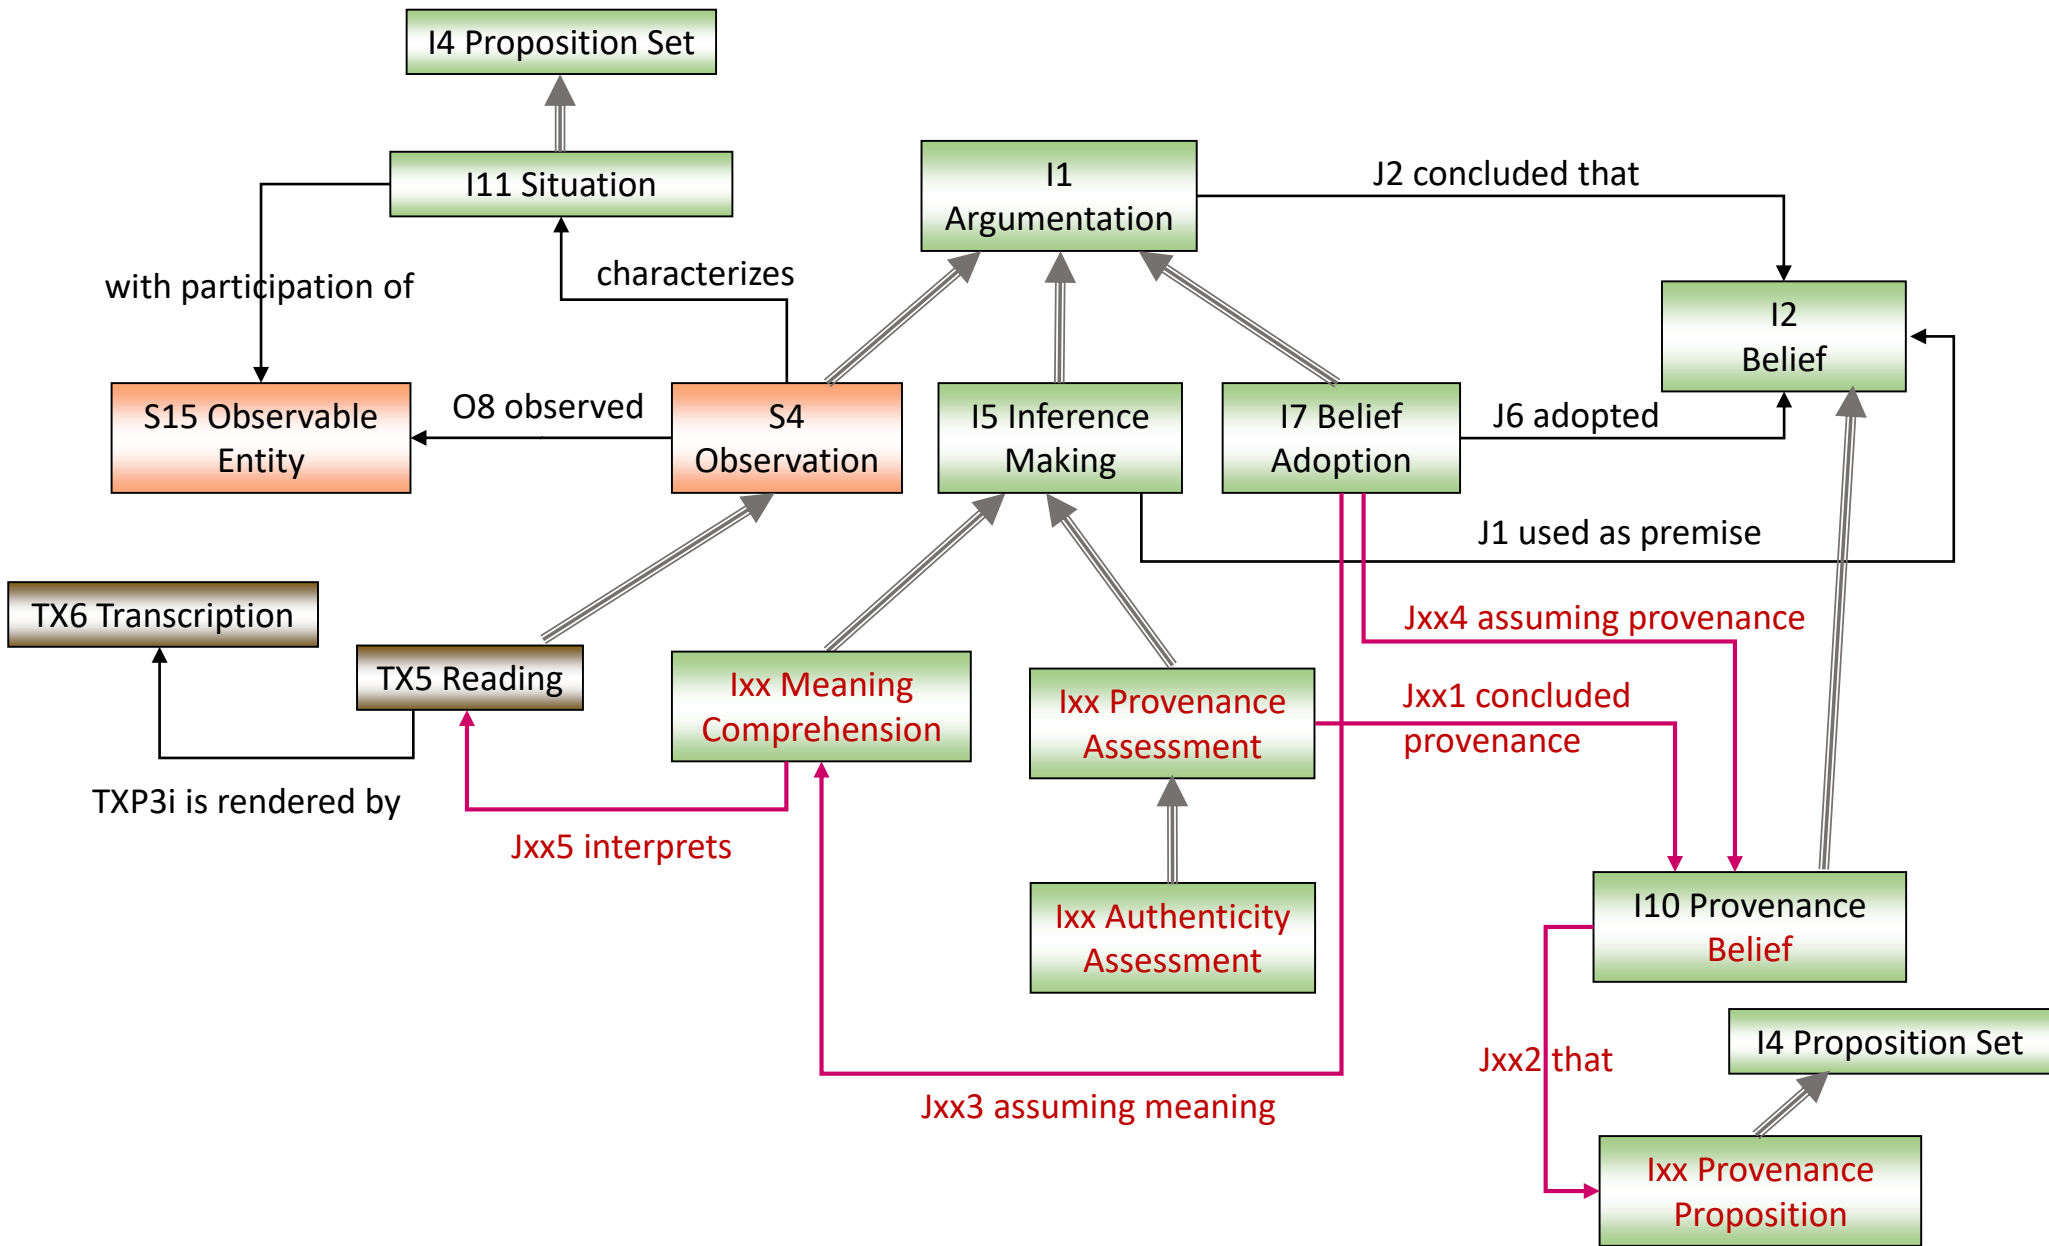 I4 Proposition Set
I11 Situation
I1
Argumentation
J2 concluded that
with participation of
characterizes
I2
Belief
S15 Observable
Entity
O8 observed
S4
Observation
I5 Inference
Making
I7 Belief
Adoption
J6 adopted
J1 used as premise
TX6 Transcription
TX5 Reading
Ixx Meaning
Comprehension
Ixx Provenance
Assessment
Jxx4 assuming provenance
Jxx1 concluded
provenance
TXP3i is rendered by
Jxx5 interprets
Ixx Authenticity
Assessment
I10 Provenance
Belief
Jxx2 that
I4 Proposition Set
Jxx3 assuming meaning
Ixx Provenance
Proposition